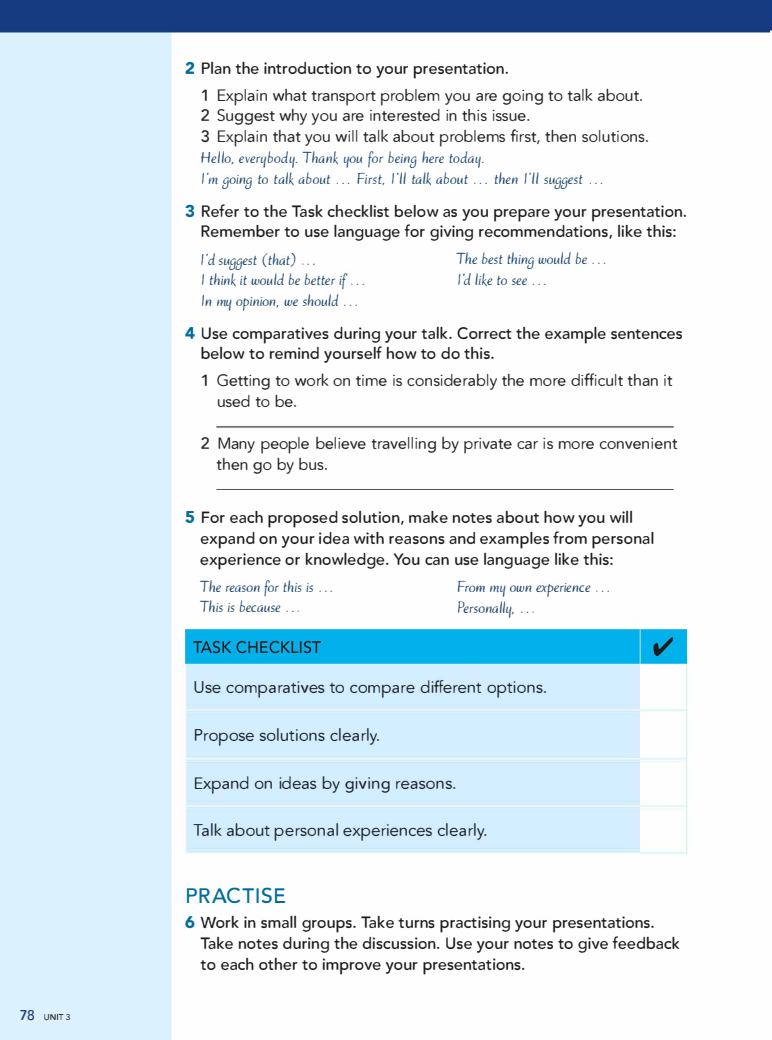 2 Plan the introduction to your presentation.
1 Explain what transport problem you are going to talk about.
2 Suggest why you are interested in this issue.
3 Explain that you will talk about problems first, then solutions.
Hello, everybody. Thank you for being here today.
I'm going to talk about ... First, I'll talk about ... then I'll suggest ...
3 Refer to the Task checklist below as you prepare your presentation.
Remember to use language for giving recommendations, like this:
I'd suggest (that) ... The best thing would be ...
I think it would be better if ... I'd like to see ...
In my opinion, we should ...
4 Use comparatives during your talk. Correct the example sentences
below to remind yourself how to do this.
1 Getting to work on time is considerably the more difficult than it
used to be.
2 Many people believe travelling by private car is more convenient
then go by bus.
5 For each proposed solution, make notes about how you will
expand on your idea with reasons and examples from personal
experience or knowledge. You can use language like this:
The reason for this is ... From my own experience ...
This is because ... Personally, ...
TASK CHECKLIST ✔
Use comparatives to compare different options.
Propose solutions clearly.
Expand on ideas by giving reasons.
Talk about personal experiences clearly.
PRACTISE
6 Work in small groups. Take turns practising your presentations.
Take notes during the discussion. Use your notes to give feedback
to each other to improve your presentations.
78 UNIT 3